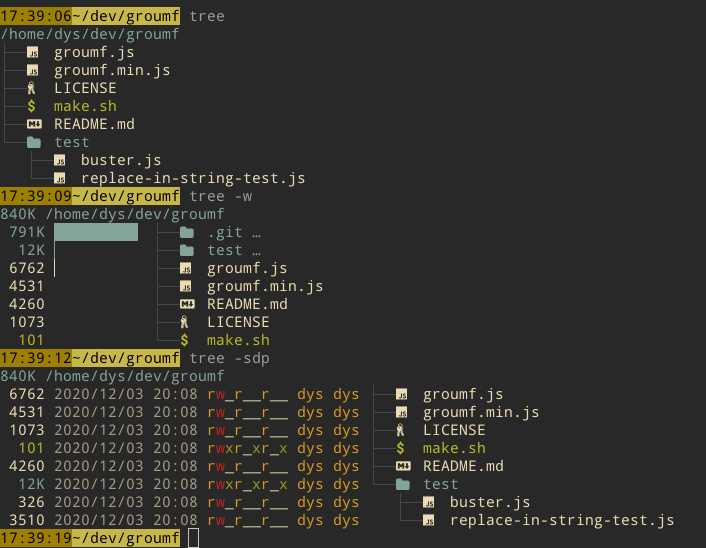 17:39:06~/dev/groumf tree
/home/dys/dev/groumf
JS groumf.js
JS groumf.min.js
LICENSE
$ make.sh
M README.md
test
JS buster.js
JS replace-in-string-test.js
17:39:09~/dev/groumf tree -w
840K /home/dys/dev/groumf
791K .git …
12K test …
6762 JS groumf.js
4531 JS groumf.min.js
4260 M README.md
1073 LICENSE
101 $ make.sh
17:39:12~/dev/groumf tree -sdp
840K /home/dys/dev/groumf
6762 2020/12/03 20:08 rw_r__r__ dys dys JS groumf.js
4531 2020/12/03 20:08 rw_r__r__ dys dys JS groumf.min.js
1073 2020/12/03 20:08 rw_r__r__ dys dys LICENSE
101 2020/12/03 20:08 rwxr_xr_x dys dys $ make.sh
4260 2020/12/03 20:08 rw_r__r__ dys dys M README.md
12K 2020/12/03 20:08 rwxr_xr_x dys dys test
326 2020/12/03 20:08 rw_r__r__ dys dys JS buster.js
3510 2020/12/03 20:08 rw_r__r__ dys dys JS replace-in-string-test.js
17:39:19~/dev/groumf